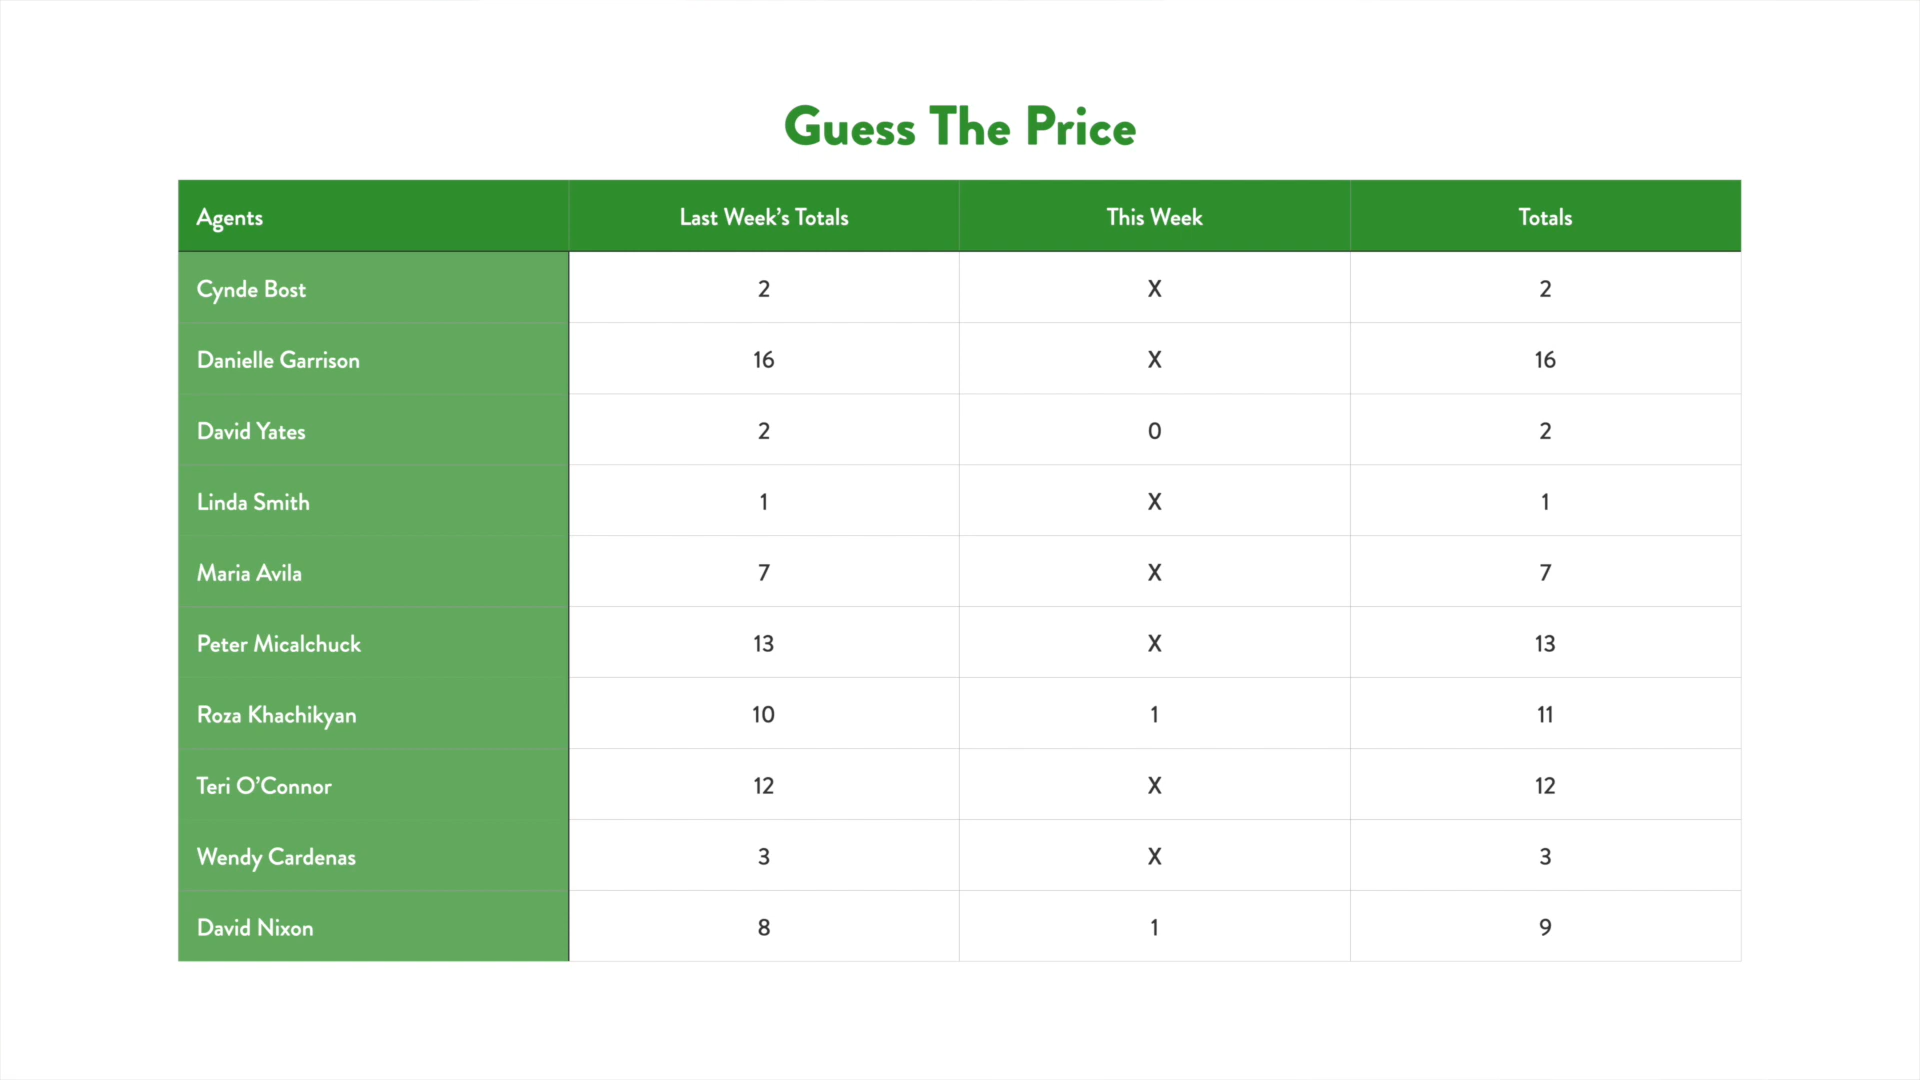 Guess The Price
Agents Last Week's Totals This Week Totals
Cynde Bost 2 X 2
Danielle Garrison 16 X 16
David Yates 2 0 2
Linda Smith 1 X 1
Maria Avila 7 X 7
Peter Micalchuck 13 X 13
Roza Khachikyan 10 1 11
Teri O’Connor 12 X 12
Wendy Cardenas 3 X 3
David Nixon 8 1 9